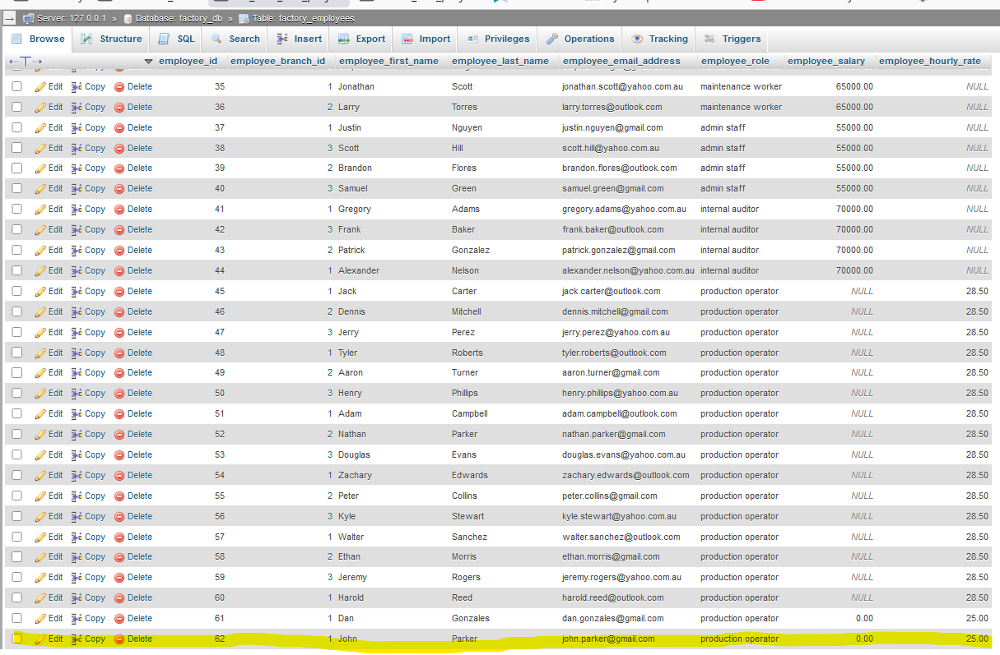 Server: 127.0.0.1 » Database: factory_db » Table: factory_employees
Browse Structure SQL Search Insert Export Import Privileges Operations Tracking Triggers
←T→ employee_id employee_branch_id employee_first_name employee_last_name employee_email_address employee_role employee_salary employee_hourly_rate
Edit Copy Delete 35 1 Jonathan Scott jonathan.scott@yahoo.com.au maintenance worker 65000.00 NULL
Edit Copy Delete 36 2 Larry Torres larry.torres@outlook.com maintenance worker 65000.00 NULL
Edit Copy Delete 37 1 Justin Nguyen justin.nguyen@gmail.com admin staff 55000.00 NULL
Edit Copy Delete 38 3 Scott Hill scott.hill@yahoo.com.au admin staff 55000.00 NULL
Edit Copy Delete 39 2 Brandon Flores brandon.flores@outlook.com admin staff 55000.00 NULL
Edit Copy Delete 40 3 Samuel Green samuel.green@gmail.com admin staff 55000.00 NULL
Edit Copy Delete 41 1 Gregory Adams gregory.adams@yahoo.com.au internal auditor 70000.00 NULL
Edit Copy Delete 42 3 Frank Baker frank.baker@outlook.com internal auditor 70000.00 NULL
Edit Copy Delete 43 2 Patrick Gonzalez patrick.gonzalez@gmail.com internal auditor 70000.00 NULL
Edit Copy Delete 44 1 Alexander Nelson alexander.nelson@yahoo.com.au internal auditor 70000.00 NULL
Edit Copy Delete 45 1 Jack Carter jack.carter@outlook.com production operator NULL 28.50
Edit Copy Delete 46 2 Dennis Mitchell dennis.mitchell@gmail.com production operator NULL 28.50
Edit Copy Delete 47 3 Jerry Perez jerry.perez@yahoo.com.au production operator NULL 28.50
Edit Copy Delete 48 1 Tyler Roberts tyler.roberts@outlook.com production operator NULL 28.50
Edit Copy Delete 49 2 Aaron Turner aaron.turner@gmail.com production operator NULL 28.50
Edit Copy Delete 50 3 Henry Phillips henry.phillips@yahoo.com.au production operator NULL 28.50
Edit Copy Delete 51 1 Adam Campbell adam.campbell@outlook.com production operator NULL 28.50
Edit Copy Delete 52 2 Nathan Parker nathan.parker@gmail.com production operator NULL 28.50
Edit Copy Delete 53 3 Douglas Evans douglas.evans@yahoo.com.au production operator NULL 28.50
Edit Copy Delete 54 1 Zachary Edwards zachary.edwards@outlook.com production operator NULL 28.50
Edit Copy Delete 55 2 Peter Collins peter.collins@gmail.com production operator NULL 28.50
Edit Copy Delete 56 3 Kyle Stewart kyle.stewart@yahoo.com.au production operator NULL 28.50
Edit Copy Delete 57 1 Walter Sanchez walter.sanchez@outlook.com production operator NULL 28.50
Edit Copy Delete 58 2 Ethan Morris ethan.morris@gmail.com production operator NULL 28.50
Edit Copy Delete 59 3 Jeremy Rogers jeremy.rogers@yahoo.com.au production operator NULL 28.50
Edit Copy Delete 60 1 Harold Reed harold.reed@outlook.com production operator NULL 28.50
Edit Copy Delete 61 1 Dan Gonzales dan.gonzales@gmail.com production operator 0.00 25.00
Edit Copy Delete 62 1 John Parker john.parker@gmail.com production operator 0.00 25.00